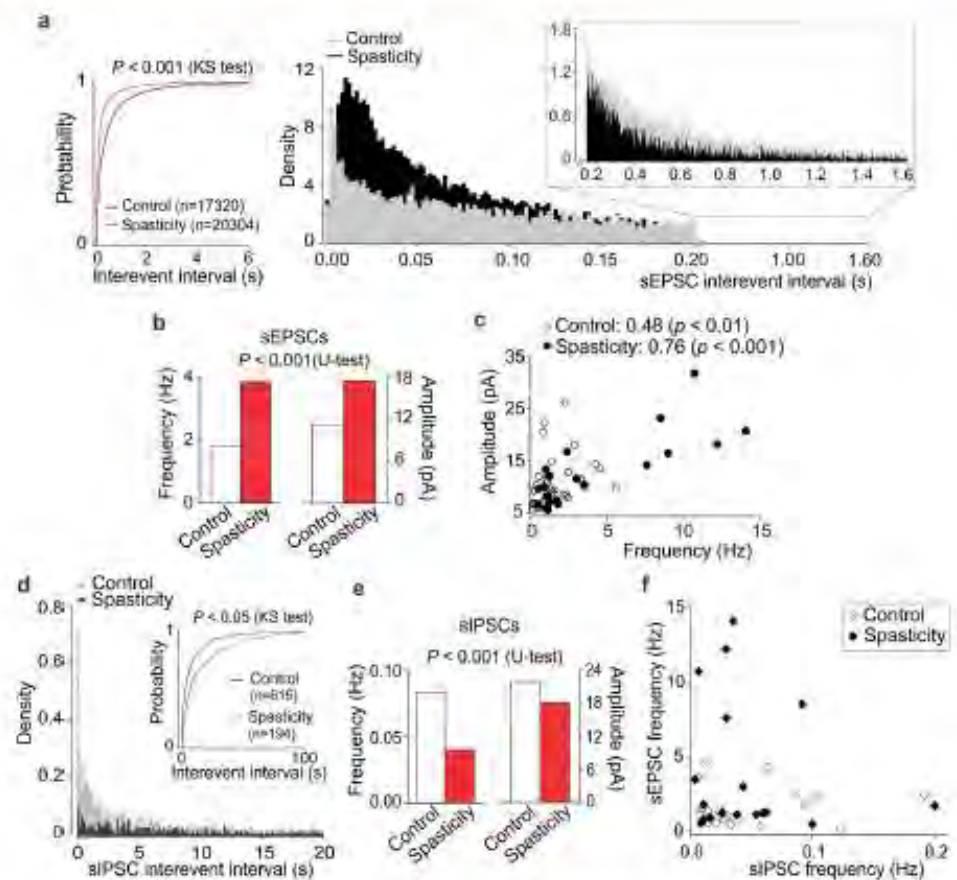 a
P < 0.001 (KS test)
1
Probability
Control (n=17320)
Spasticity (n=20304)
0
0 2 4 6
Interevent Interval (s)
Control
Spasticity
12
8
4
0
Density
0.00 0.05 0.10 0.15 0.20 1.00 1.60
sEPSC interevent interval (s)
1.8
1.2
0.6
0
0.2 0.4 0.6 0.8 1.0 1.2 1.4 1.6
b
sEPSCs
P < 0.001(U-test)
4
2
0
Frequency (Hz)
18
12
6
0
Amplitude (pA)
Control
Spasticity
Control
Spasticity
c
Control: 0.48 (p < 0.01)
Spasticity: 0.76 (p < 0.001)
35
25
15
5
Amplitude (pA)
0 5 10 15
Frequency (Hz)
d
Control
Spasticity
0.8
0.6
0.4
0.2
0
Density
0 5 10 15 20
sIPSC interevent interval (s)
P < 0.05 (KS test)
1
Probability
Control
(n=616)
Spasticity
(n=194)
0
0 100
Interevent Interval (s)
e
sIPSCs
P < 0.001 (U-test)
0.10
0.05
0.00
Frequency (Hz)
24
18
12
6
0
Amplitude (pA)
Control
Spasticity
Control
Spasticity
f
Control
Spasticity
15
10
5
0
sEPSC frequency (Hz)
0.0 0.1 0.2
sIPSC frequency (Hz)